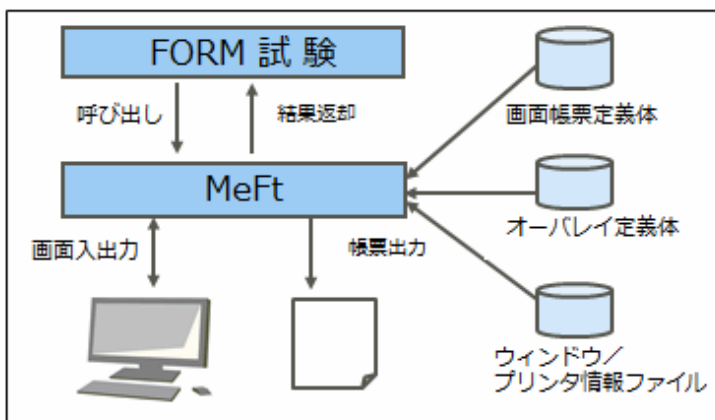 FORM 試 験
呼び出し
結果返却
画面帳票定義体
MeFt
オーバレイ定義体
画面入出力
帳票出力
ウィンドウ／
プリンタ情報ファイル